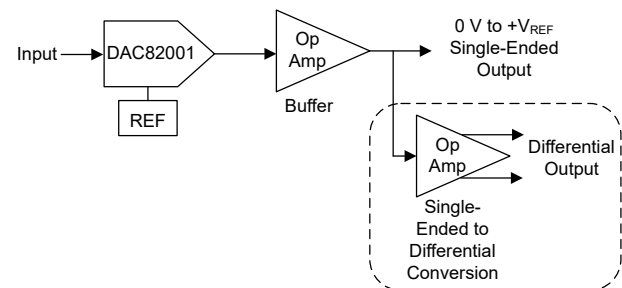 Input
DAC82001
REF
Op
Amp
Buffer
0 V to +VREF
Single-Ended
Output
Op
Amp
Differential
Output
Single-
Ended to
Differential
Conversion